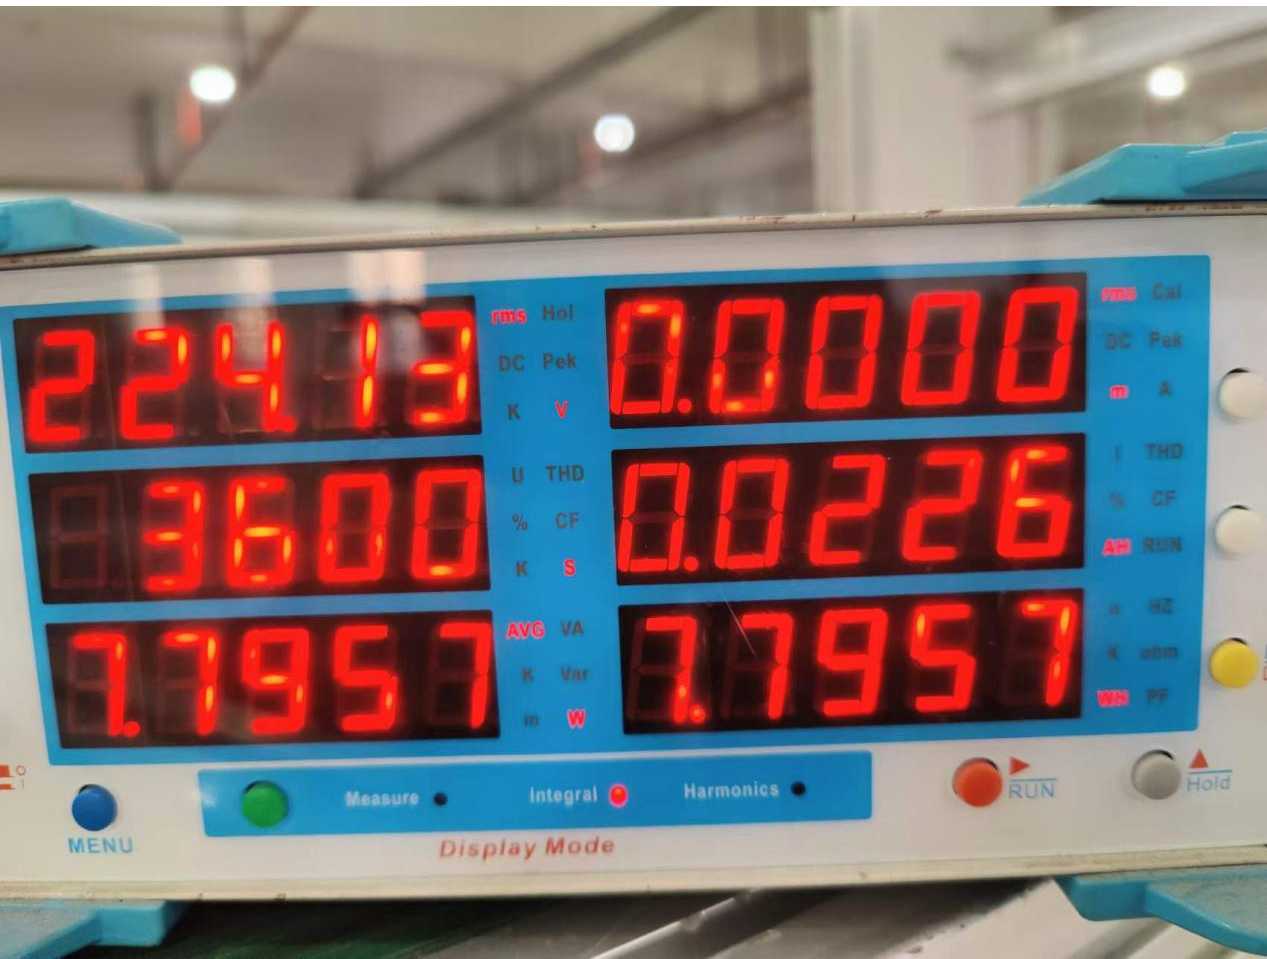 224.13 rms Hol 0.0000 rms Cal
DC Pek DC Pek
K V m A
3600 U THD 0.0226 I THD
% CF % CF
K S AH RUN
7.7957 AVG VA 7.7957 HZ
K Var K ohm
m W WH PF
Measure Integral Harmonics
RUN
Hold
MENU
Display Mode